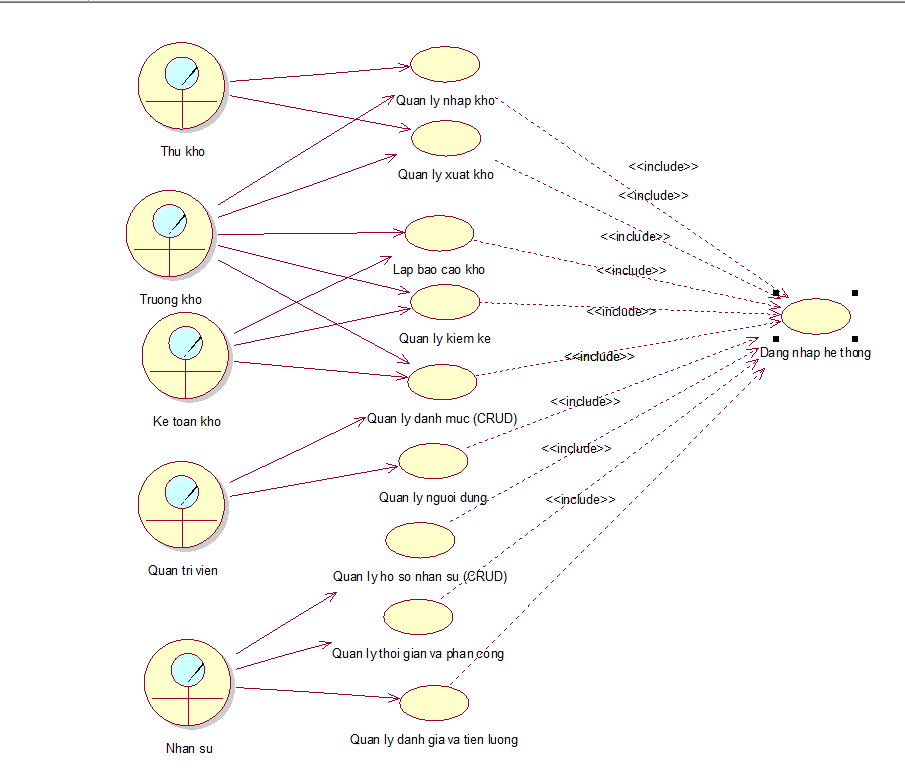 Thu kho
Quan ly nhap kho
Quan ly xuat kho
<<include>>
<<include>>
Truong kho
Lap bao cao kho
<<include>>
<<include>>
Quan ly kiem ke
<<include>>
Dang nhap he thong
Ke toan kho
<<include>>
Quan ly danh muc (CRUD)
<<include>>
Quan ly nguoi dung
<<include>>
Quan tri vien
Quan ly ho so nhan su (CRUD)
<<include>>
Quan ly thoi gian va phan cong
Nhan su
Quan ly danh gia va tien luong